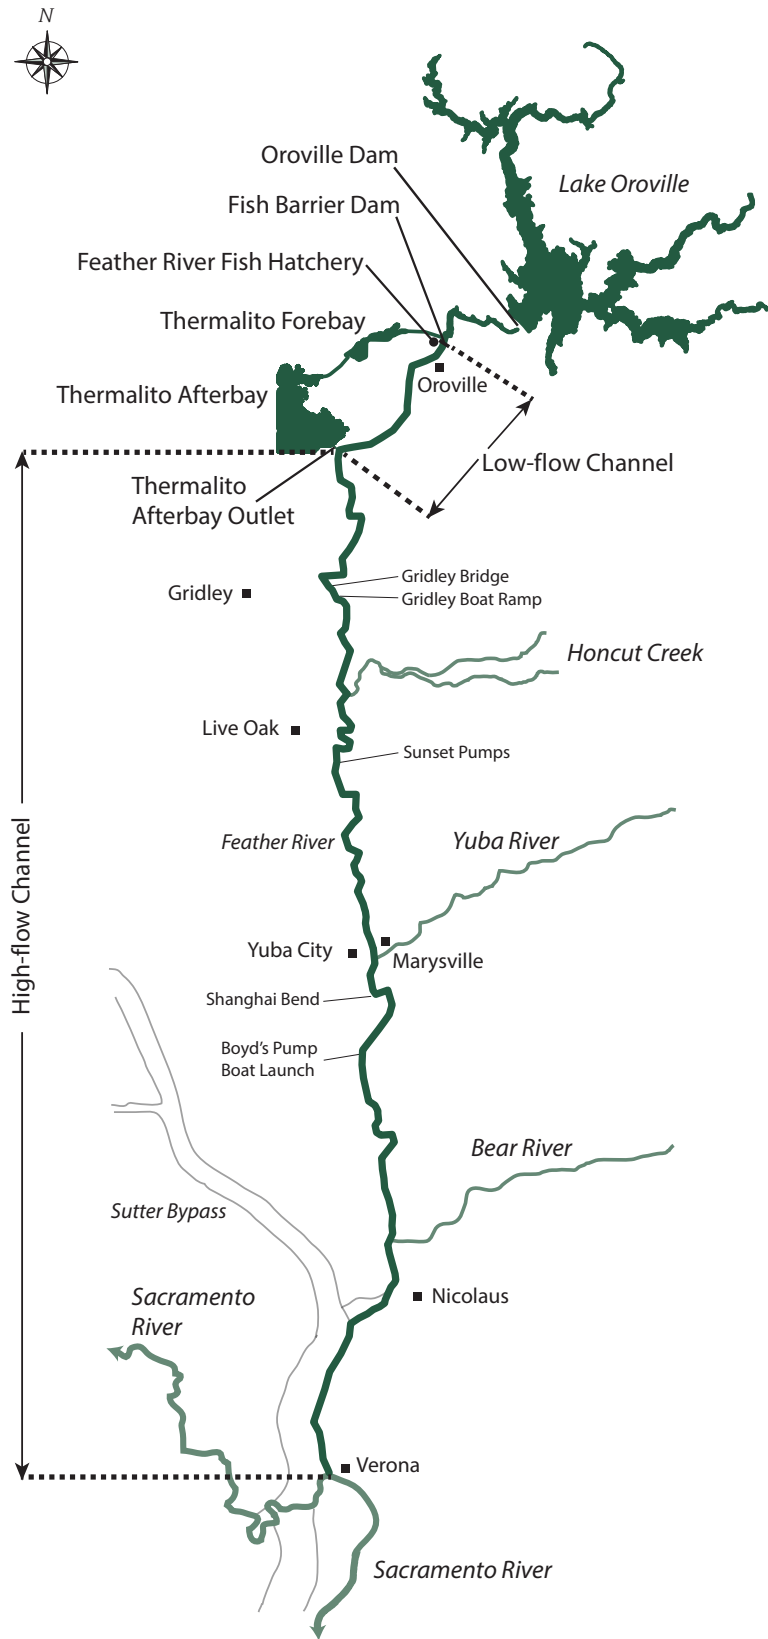 N
Oroville Dam
Lake Oroville
Fish Barrier Dam
Feather River Fish Hatchery
Thermalito Forebay
Oroville
Thermalito Afterbay
Low-flow Channel
Thermalito
Afterbay Outlet
Gridley Bridge
Gridley
Gridley Boat Ramp
Honcut Creek
Live Oak
Sunset Pumps
Feather River
Yuba River
High-flow Channel
Yuba City
Marysville
Shanghai Bend
Boyd's Pump
Boat Launch
Bear River
Sutter Bypass
Sacramento
River
Nicolaus
Verona
Sacramento River